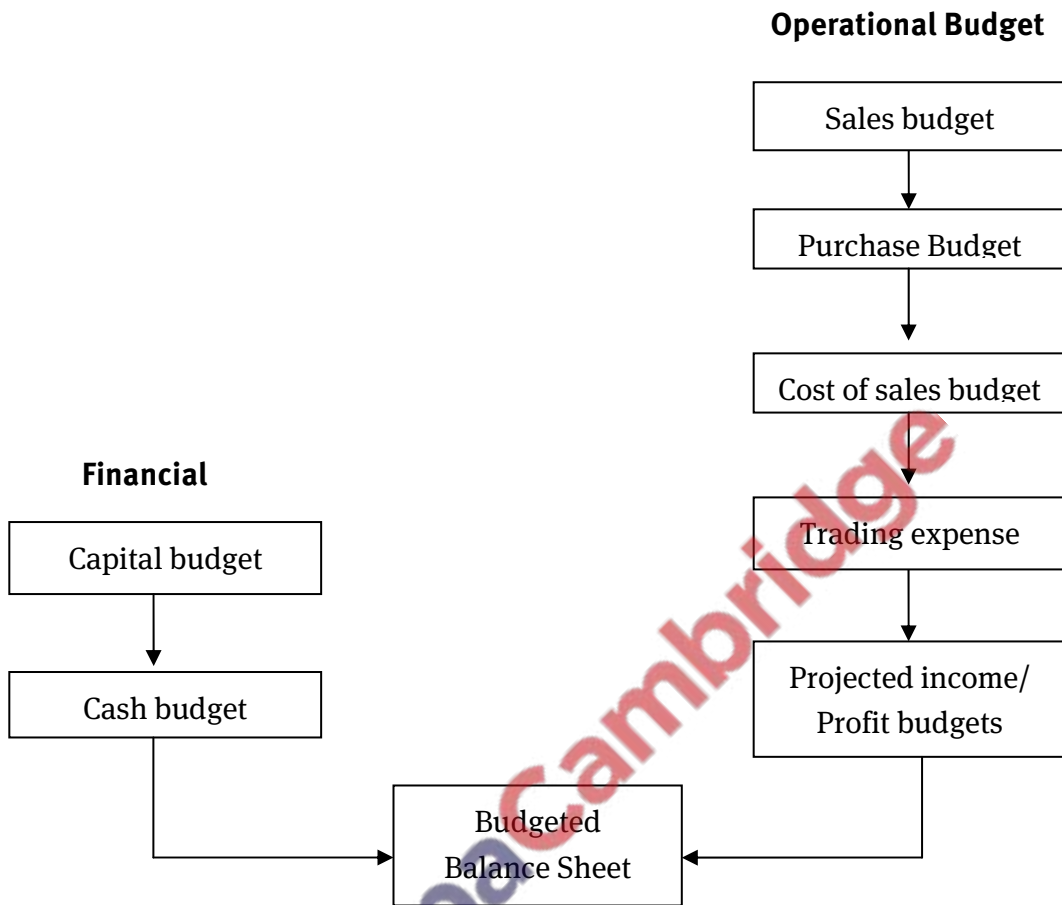 Operational Budget
Sales budget
Purchase Budget
Cost of sales budget
Financial
Trading expense
Capital budget
Projected income/
Profit budgets
Cash budget
Budgeted
Balance Sheet
aCambridge